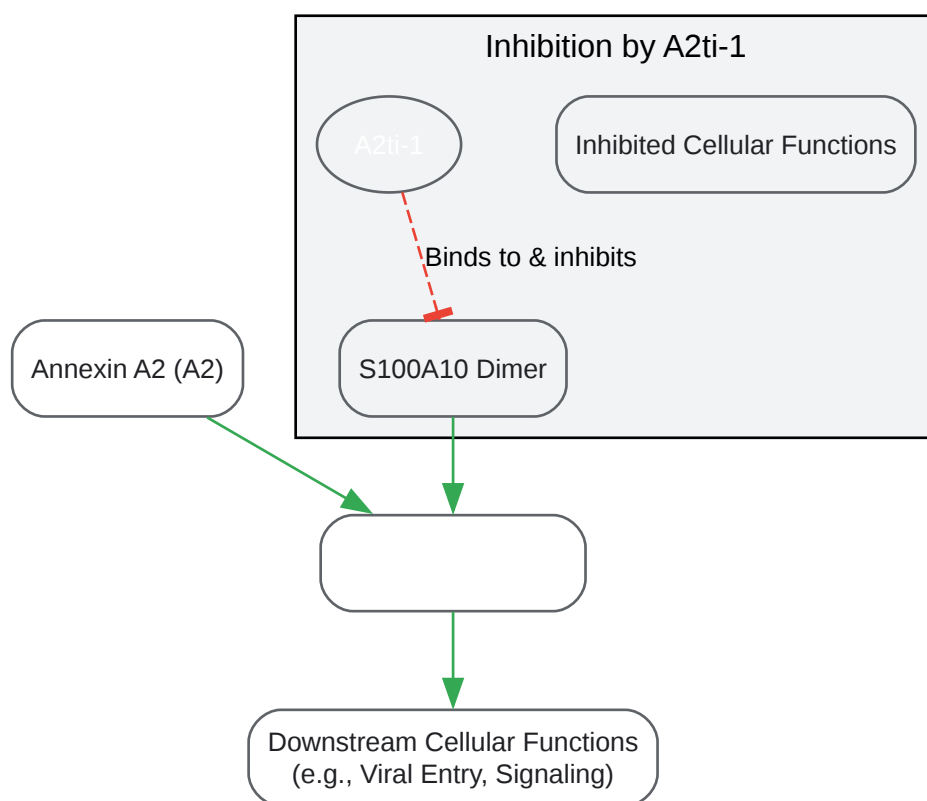 Inhibition by A2ti-1
A2ti-1
Inhibited Cellular Functions
Binds to & inhibits
Annexin A2 (A2)
S100A10 Dimer
Downstream Cellular Functions
(e.g., Viral Entry, Signaling)